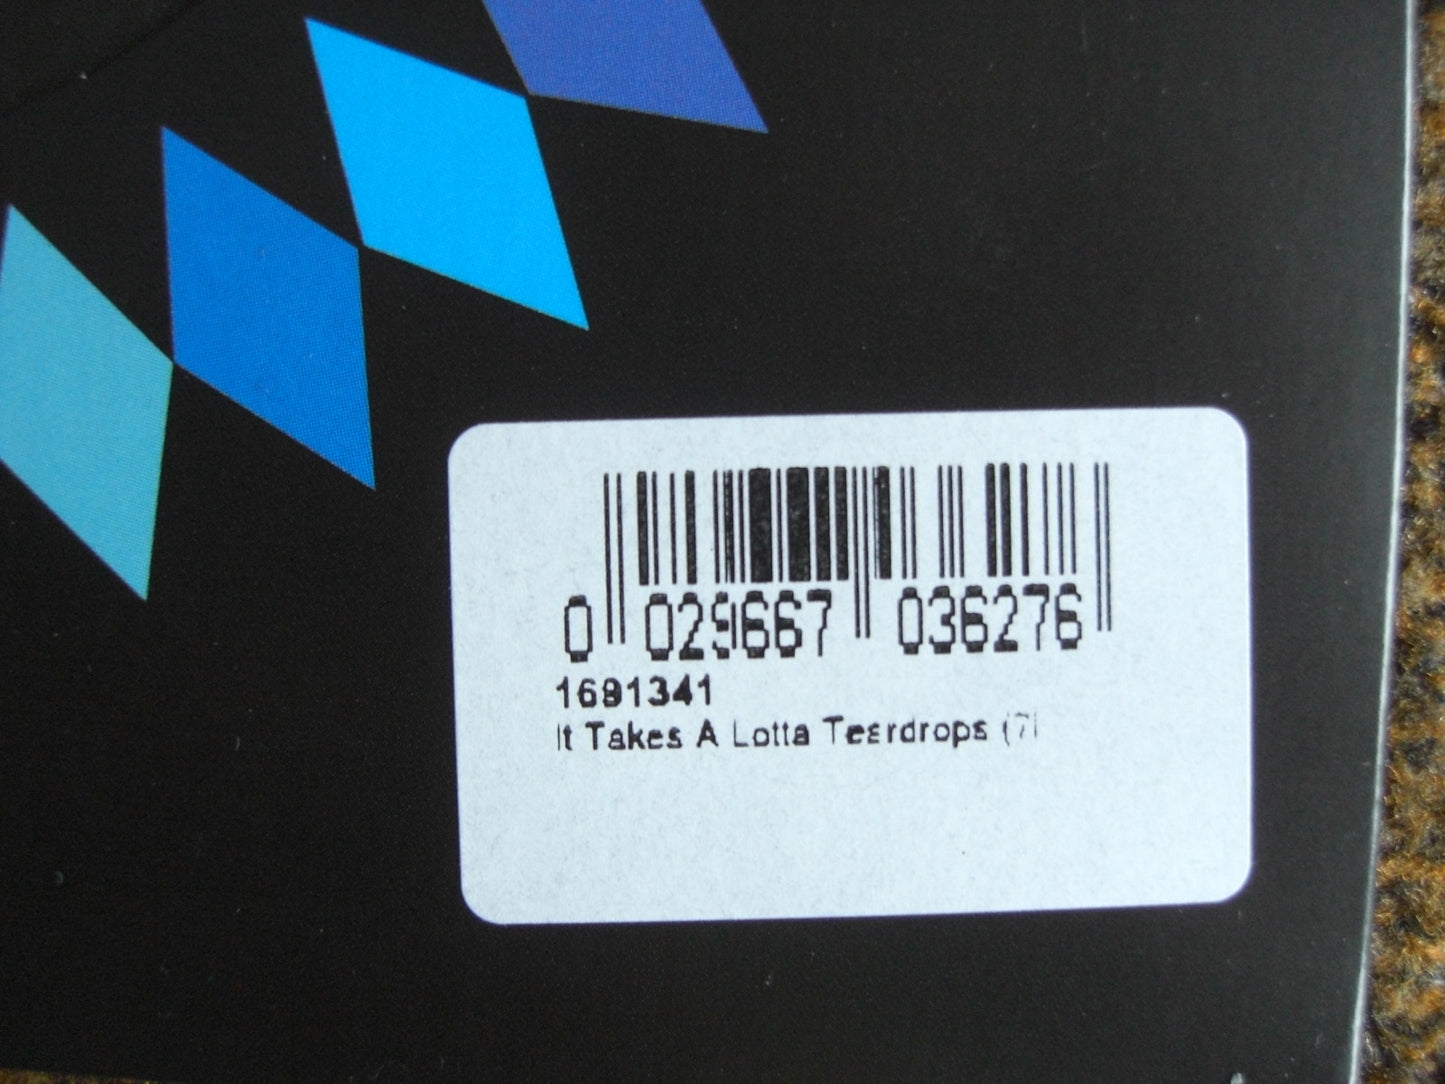 0 029667 036276
1691341
It Takes A Lotta Teardrops (7)